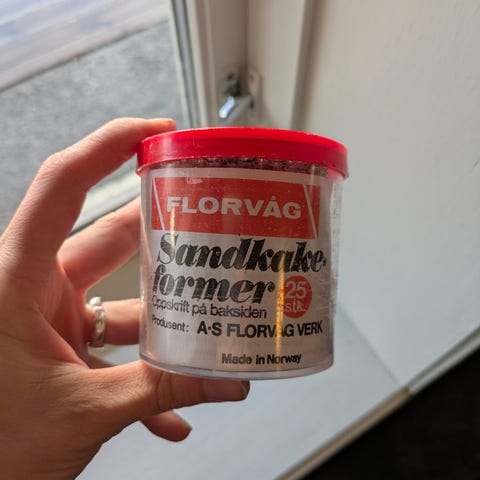 FLORVÅG
Sandkake-
former
25
stk.
Oppskrift på baksiden
Produsent: A·S FLORVÅG VERK
Made in Norway